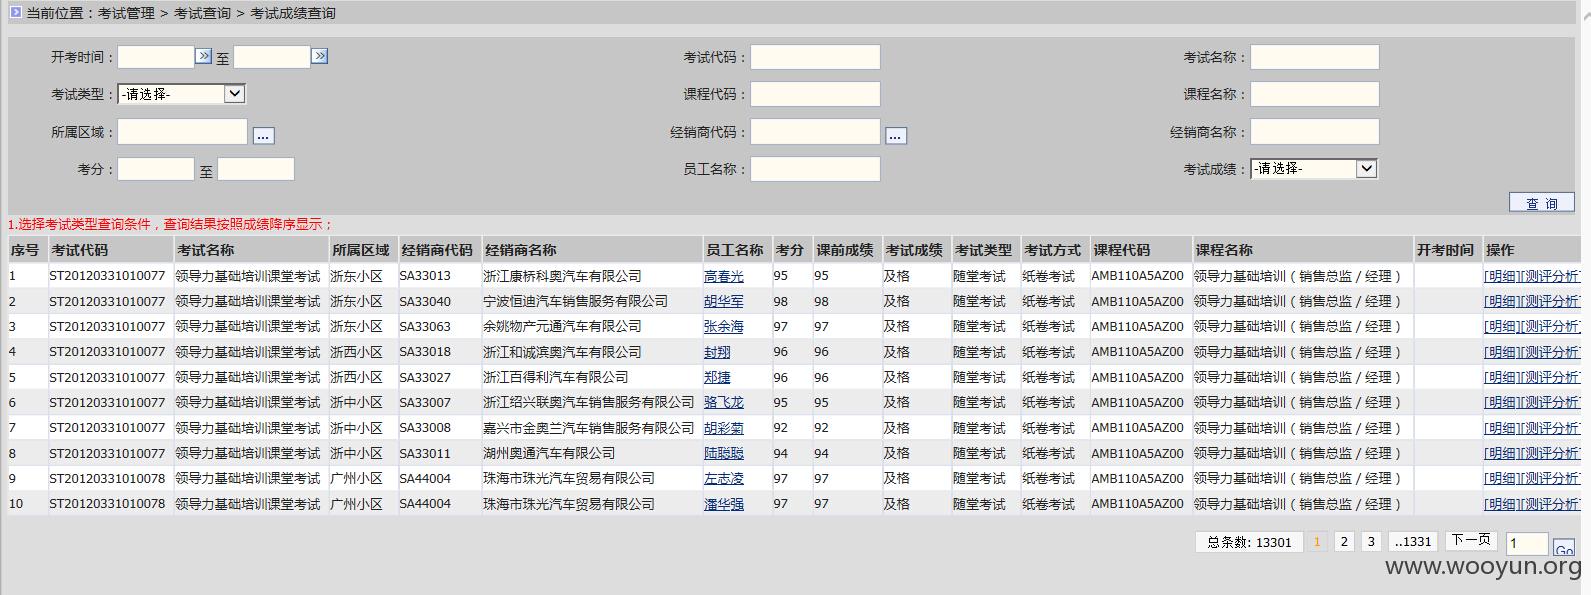 当前位置：考试管理 > 考试查询 > 考试成绩查询
开考时间： 至 考试代码： 考试名称：
考试类型： -请选择- 课程代码： 课程名称：
所属区域： ... 经销商代码： ... 经销商名称：
考分： 至 员工名称： 考试成绩： -请选择-
查 询
1.选择考试类型查询条件，查询结果按照成绩降序显示；
序号 考试代码 考试名称 所属区域 经销商代码 经销商名称 员工名称 考分 课前成绩 考试成绩 考试类型 考试方式 课程代码 课程名称 开考时间 操作
1 ST20120331010077 领导力基础培训课堂考试 浙东小区 SA33013 浙江康桥科奥汽车有限公司 高春光 95 95 及格 随堂考试 纸卷考试 AMB110A5AZ00 领导力基础培训（销售总监／经理） [明细][测评分析]
2 ST20120331010077 领导力基础培训课堂考试 浙东小区 SA33040 宁波恒迪汽车销售服务有限公司 胡华军 98 98 及格 随堂考试 纸卷考试 AMB110A5AZ00 领导力基础培训（销售总监／经理） [明细][测评分析]
3 ST20120331010077 领导力基础培训课堂考试 浙东小区 SA33063 余姚物产元通汽车有限公司 张余海 97 97 及格 随堂考试 纸卷考试 AMB110A5AZ00 领导力基础培训（销售总监／经理） [明细][测评分析]
4 ST20120331010077 领导力基础培训课堂考试 浙西小区 SA33018 浙江和诚滨奥汽车有限公司 封翔 96 96 及格 随堂考试 纸卷考试 AMB110A5AZ00 领导力基础培训（销售总监／经理） [明细][测评分析]
5 ST20120331010077 领导力基础培训课堂考试 浙西小区 SA33027 浙江百得利汽车有限公司 郑捷 96 96 及格 随堂考试 纸卷考试 AMB110A5AZ00 领导力基础培训（销售总监／经理） [明细][测评分析]
6 ST20120331010077 领导力基础培训课堂考试 浙中小区 SA33007 浙江绍兴联奥汽车销售服务有限公司 骆飞龙 95 95 及格 随堂考试 纸卷考试 AMB110A5AZ00 领导力基础培训（销售总监／经理） [明细][测评分析]
7 ST20120331010077 领导力基础培训课堂考试 浙中小区 SA33008 嘉兴市金奥兰汽车销售服务有限公司 胡彩菊 92 92 及格 随堂考试 纸卷考试 AMB110A5AZ00 领导力基础培训（销售总监／经理） [明细][测评分析]
8 ST20120331010077 领导力基础培训课堂考试 浙中小区 SA33011 湖州奥通汽车有限公司 陆聪聪 94 94 及格 随堂考试 纸卷考试 AMB110A5AZ00 领导力基础培训（销售总监／经理） [明细][测评分析]
9 ST20120331010078 领导力基础培训课堂考试 广州小区 SA44004 珠海市珠光汽车贸易有限公司 左志凌 97 97 及格 随堂考试 纸卷考试 AMB110A5AZ00 领导力基础培训（销售总监／经理） [明细][测评分析]
10 ST20120331010078 领导力基础培训课堂考试 广州小区 SA44004 珠海市珠光汽车贸易有限公司 潘华强 97 97 及格 随堂考试 纸卷考试 AMB110A5AZ00 领导力基础培训（销售总监／经理） [明细][测评分析]
总条数: 13301 1 2 3 ..1331 下一页 1 Go
www.wooyun.org